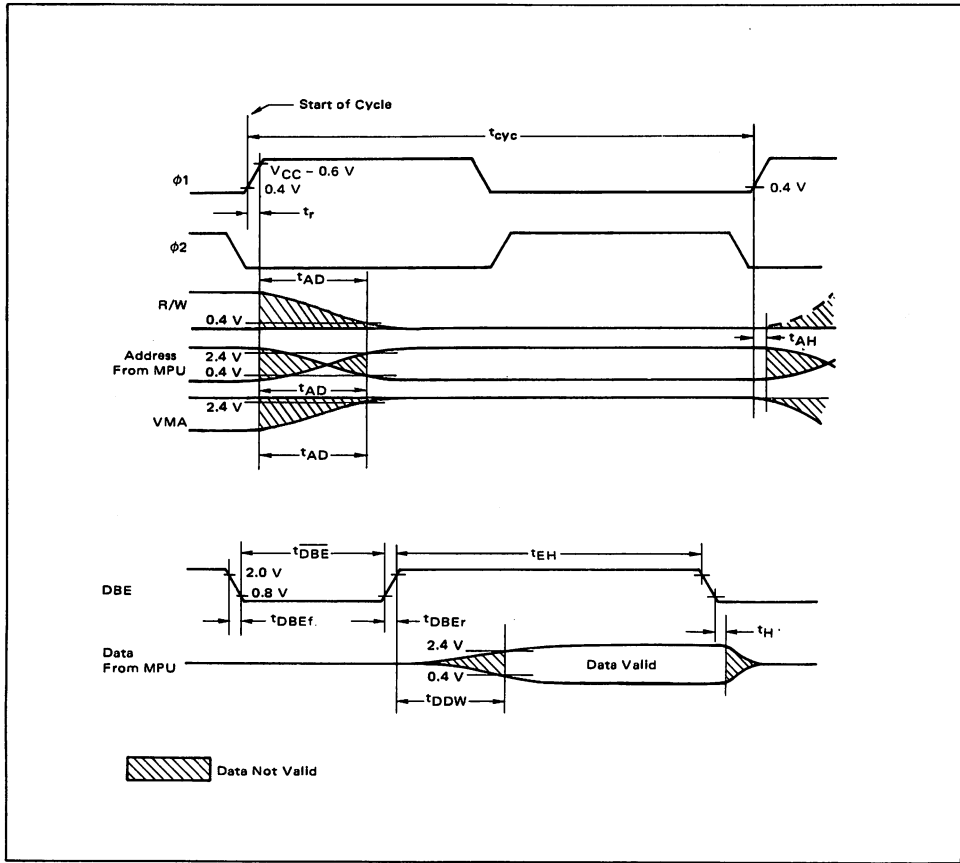 Start of Cycle
tcyc
φ1
VCC – 0.6 V
0.4 V
0.4 V
tr
φ2
tAD
R/W
0.4 V
tAH
Address
From MPU
2.4 V
0.4 V
tAD
2.4 V
VMA
tAD
tDBE
tEH
DBE
2.0 V
0.8 V
tDBEf
tDBEr
tH
Data
From MPU
2.4 V
Data Valid
0.4 V
tDDW
Data Not Valid